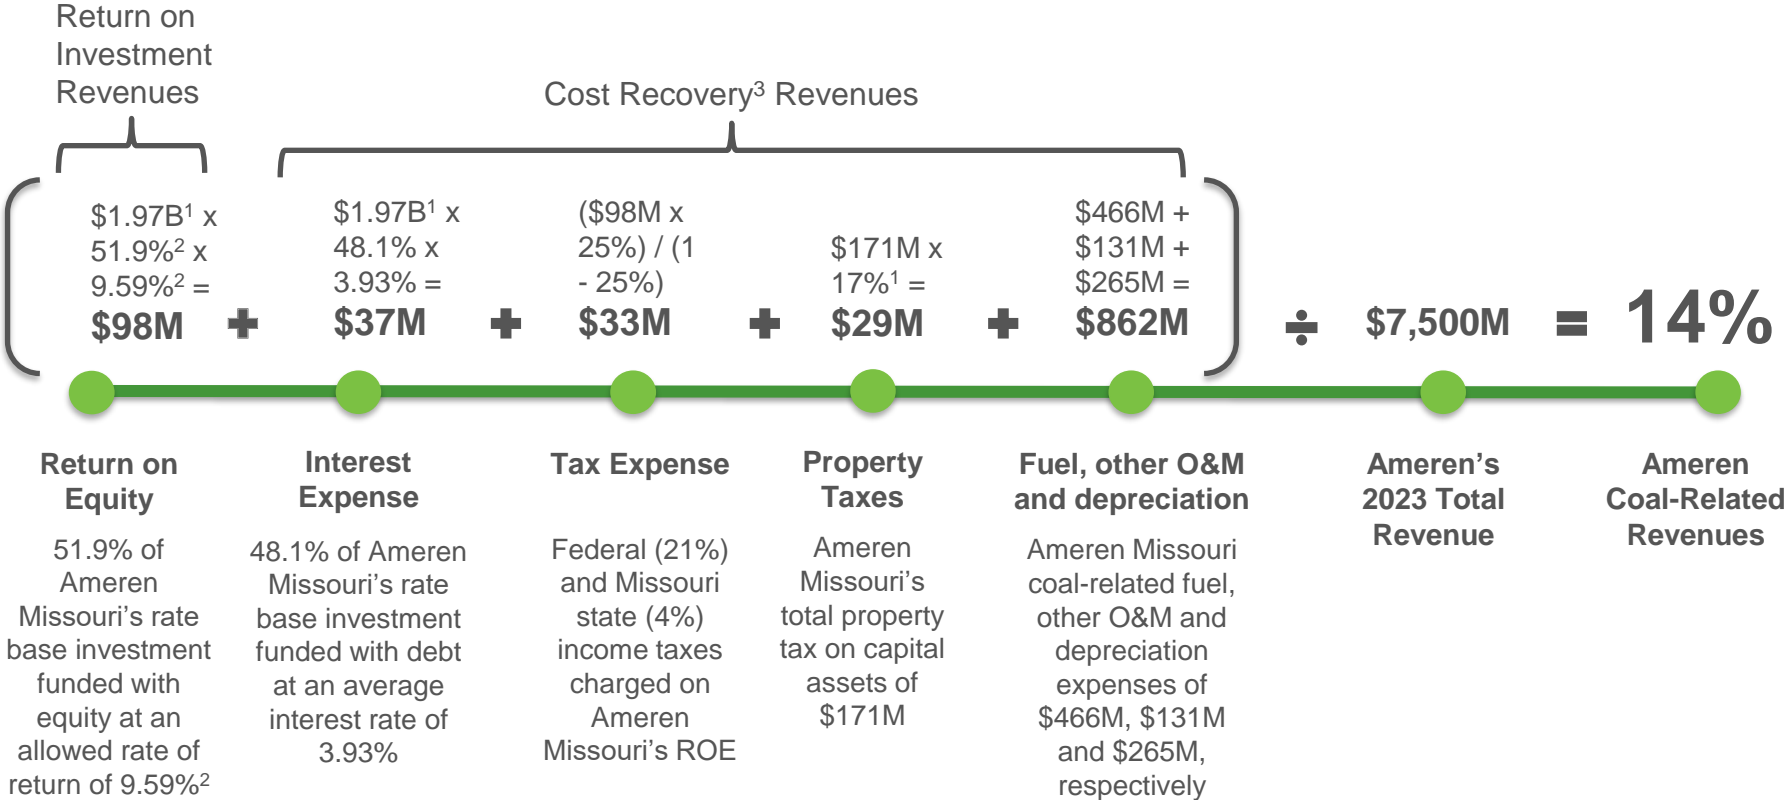 Return on
Investment
Revenues
Cost Recovery³ Revenues
$1.97B¹ x
51.9%² x
9.59%² =
$98M
+
$1.97B¹ x
48.1% x
3.93% =
$37M
+
($98M x
25%) / (1
- 25%)
$33M
+
$171M x
17%¹ =
$29M
+
$466M +
$131M +
$265M =
$862M
÷
$7,500M
=
14%
Return on
Equity
51.9% of
Ameren
Missouri’s rate
base investment
funded with
equity at an
allowed rate of
return of 9.59%²
Interest
Expense
48.1% of Ameren
Missouri’s rate
base investment
funded with debt
at an average
interest rate of
3.93%
Tax Expense
Federal (21%)
and Missouri
state (4%)
income taxes
charged on
Ameren
Missouri’s ROE
Property
Taxes
Ameren
Missouri’s
total property
tax on capital
assets of
$171M
Fuel, other O&M
and depreciation
Ameren Missouri
coal-related fuel,
other O&M and
depreciation
expenses of
$466M, $131M
and $265M,
respectively
Ameren’s
2023 Total
Revenue
Ameren
Coal-Related
Revenues